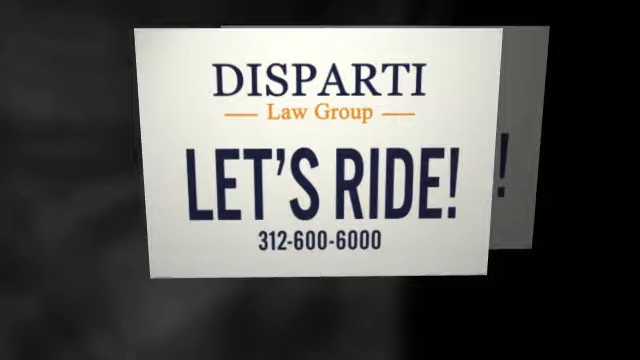 DISPARTI
Law Group
LET'S RIDE!
312-600-6000
!